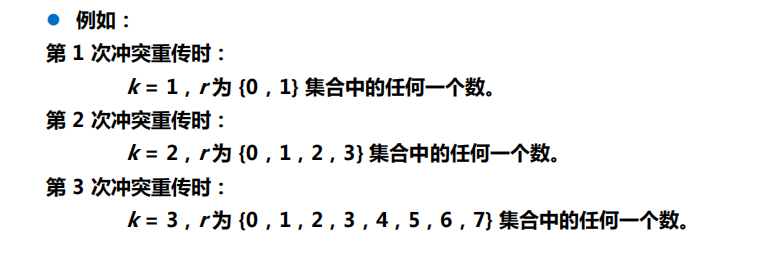 ● 例如：
第 1 次冲突重传时：
k = 1，r 为 {0，1} 集合中的任何一个数。
第 2 次冲突重传时：
k = 2，r 为 {0，1，2，3} 集合中的任何一个数。
第 3 次冲突重传时：
k = 3，r 为 {0，1，2，3，4，5，6，7} 集合中的任何一个数。